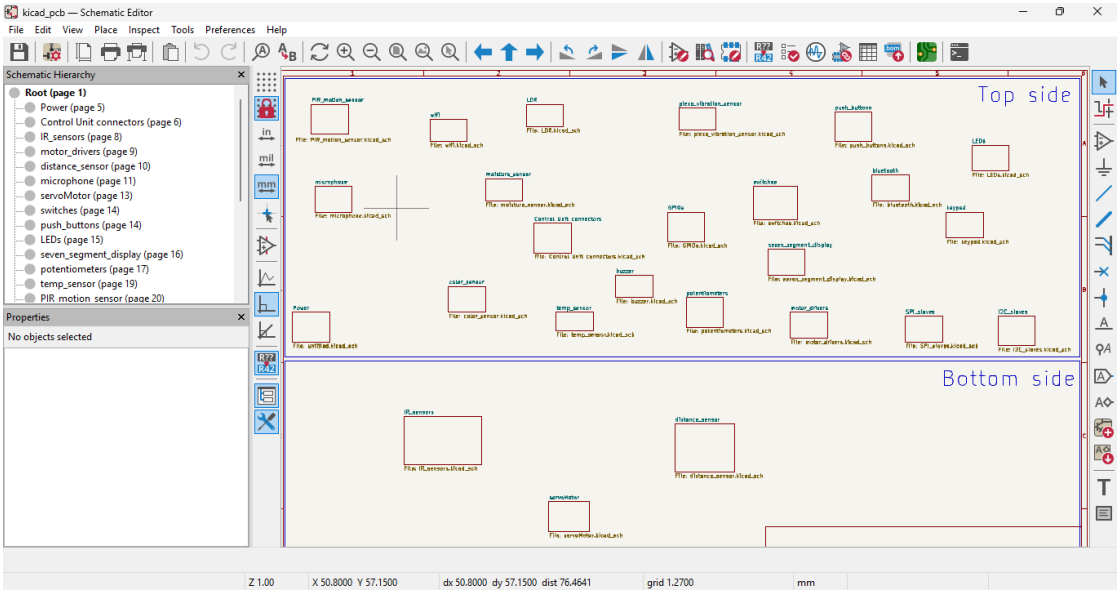 kicad_pcb — Schematic Editor
File Edit View Place Inspect Tools Preferences Help
Schematic Hierarchy
Root (page 1)
Power (page 5)
Control Unit connectors (page 6)
IR_sensors (page 8)
motor_drivers (page 9)
distance_sensor (page 10)
microphone (page 11)
servoMotor (page 13)
switches (page 14)
push_buttons (page 14)
LEDs (page 15)
seven_segment_display (page 16)
potentiometers (page 17)
temp_sensor (page 19)
PIR_motion_sensor (page 20)
Properties
No objects selected
in
mil
mm
R??
R42
1 2 3 4 5 6
Top side
PIR_motion_sensor
File: PIR_motion_sensor.kicad_sch
wifi
File: wifi.kicad_sch
LDR
File: LDR.kicad_sch
piezo_vibration_sensor
File: piezo_vibration_sensor.kicad_sch
push_buttons
File: push_buttons.kicad_sch
LEDs
File: LEDs.kicad_sch
microphone
File: microphone.kicad_sch
moisture_sensor
File: moisture_sensor.kicad_sch
switches
File: switches.kicad_sch
bluetooth
File: bluetooth.kicad_sch
keypad
File: keypad.kicad_sch
Control Unit connectors
File: Control Unit connectors.kicad_sch
GPIOs
File: GPIOs.kicad_sch
seven_segment_display
File: seven_segment_display.kicad_sch
buzzer
File: buzzer.kicad_sch
color_sensor
File: color_sensor.kicad_sch
potentiometers
File: potentiometers.kicad_sch
Power
File: untitled.kicad_sch
temp_sensor
File: temp_sensor.kicad_sch
motor_drivers
File: motor_drivers.kicad_sch
SPI_slaves
File: SPI_slaves.kicad_sch
I2C_slaves
File: I2C_slaves.kicad_sch
A
B
Bottom side
IR_sensors
File: IR_sensors.kicad_sch
distance_sensor
File: distance_sensor.kicad_sch
C
servoMotor
File: servoMotor.kicad_sch
Z 1.00 X 50.8000 Y 57.1500 dx 50.8000 dy 57.1500 dist 76.4641 grid 1.2700 mm